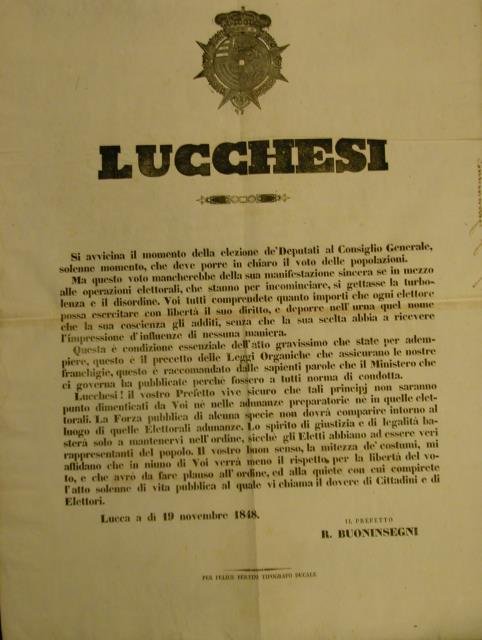 LUCCHESI
Si avvicina il momento della elezione de'Deputati al Consiglio Generale,
solenne momento, che deve porre in chiaro il voto delle popolazioni.
Ma questo voto mancherebbe della sua manifestazione sincera se in mezzo
alle operazioni elettorali, che stanno per incominciare, si gettasse la turbo-
lenza e il disordine. Voi tutti comprendete quanto importi che ogni elettore
possa esercitare con libertà il suo diritto, e deporre nell'urna quel nome
che la sua coscienza gli additi, senza che la sua scelta abbia a ricevere
l'impressione d'influenze di nessuna maniera.
Questa è condizione essenziale dell'atto gravissimo che state per adem-
piere, questo è il precetto delle Leggi Organiche che assicurano le nostre
franchigie, questo è raccomandato dalle sapienti parole che il Ministero che
ci governa ha pubblicate perchè fossero a tutti norma di condotta.
Lucchesi! il vostro Prefetto vive sicuro che tali principj non saranno
punto dimenticati da Voi nè nelle adunanze preparatorie nè in quelle elet-
torali. La Forza pubblica di alcuna specie non dovrà comparire intorno al
luogo di quelle Elettorali adunanze. Lo spirito di giustizia e di legalità ba-
sterà solo a mantenervi nell'ordine, sicchè gli Eletti abbiano ad essere veri
rappresentanti del popolo. Il vostro buon senso, la mitezza de' costumi, mi
affidano che in niuno di Voi verrà meno il rispetto per la libertà del vo-
to, e che avrò da fare plauso all'ordine, ed alla quiete con cui compirete
l'atto solenne di vita pubblica al quale vi chiama il dovere di Cittadini e di
Elettori.
Lucca a dì 19 novembre 1848.
IL PREFETTO
R. BUONINSEGNI
PER FELICE BERTINI TIPOGRAFO DUCALE